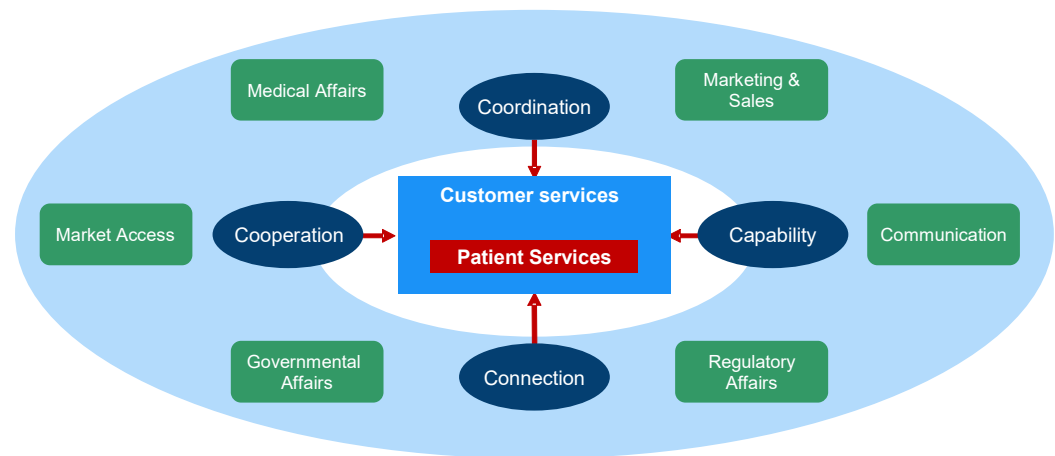 Medical Affairs
Coordination
Marketing &
Sales
Customer services
Market Access
Cooperation
Capability
Communication
Patient Services
Governmental
Affairs
Connection
Regulatory
Affairs